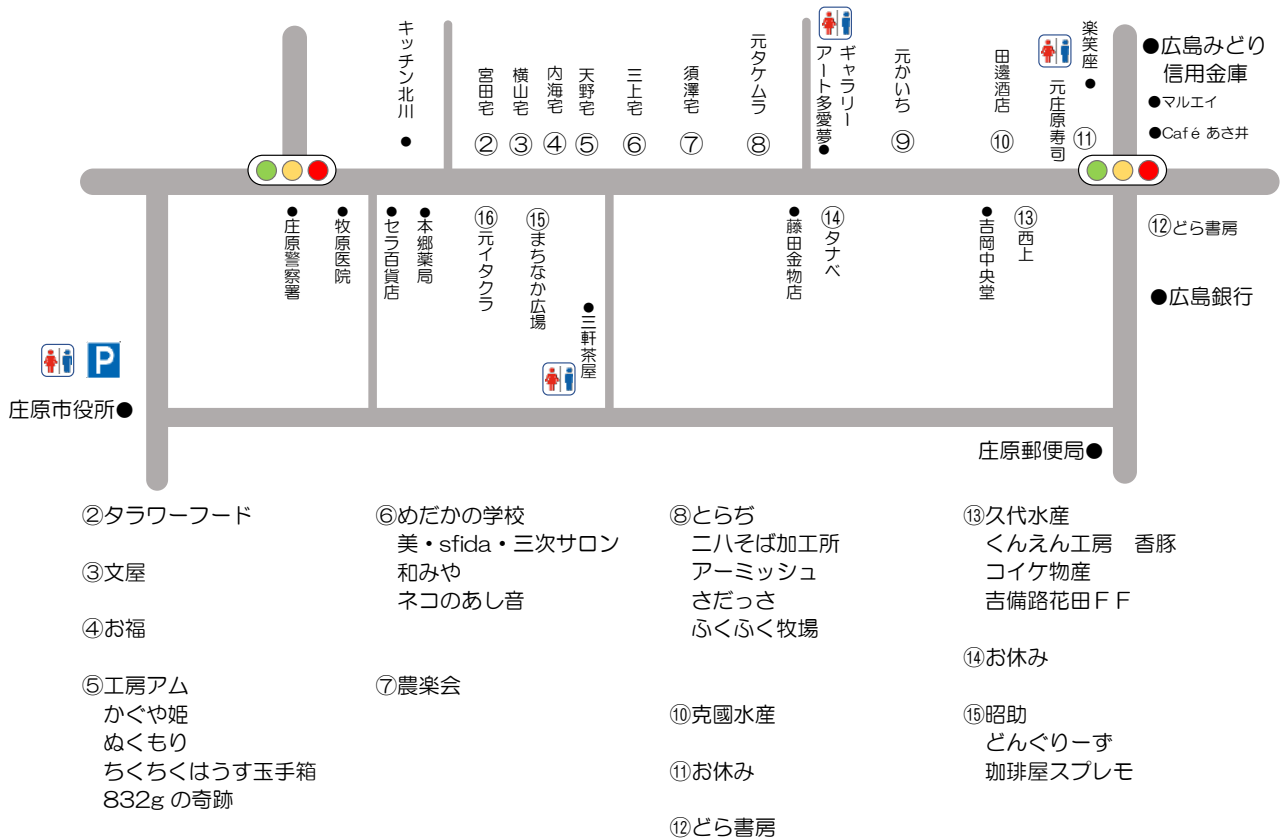 キッチン北川
宮田宅
②
横山宅
③
内海宅
④
天野宅
⑤
三上宅
⑥
須澤宅
⑦
元タケムラ
⑧
ギャラリー
アート多愛夢
元かいち
⑨
田邊酒店
⑩
元庄原寿司
楽笑座
⑪
広島みどり
信用金庫
マルエイ
Café あさ井
庄原警察署
牧原医院
セラ百貨店
本郷薬局
⑯元イタクラ
⑮まちなか広場
三軒茶屋
藤田金物店
⑭タナベ
吉岡中央堂
⑬西上
⑫どら書房
広島銀行
P
庄原市役所
庄原郵便局
②タラワーフード
③文屋
④お福
⑤工房アム
かぐや姫
ぬくもり
ちくちくはうす玉手箱
832g の奇跡
⑥めだかの学校
美・sfida・三次サロン
和みや
ネコのあし音
⑦農楽会
⑧とらぢ
二八そば加工所
アーミッシュ
さだっさ
ふくふく牧場
⑩克國水産
⑪お休み
⑫どら書房
⑬久代水産
くんえん工房　香豚
コイケ物産
吉備路花田ＦＦ
⑭お休み
⑮昭助
どんぐりーず
珈琲屋スプレモ